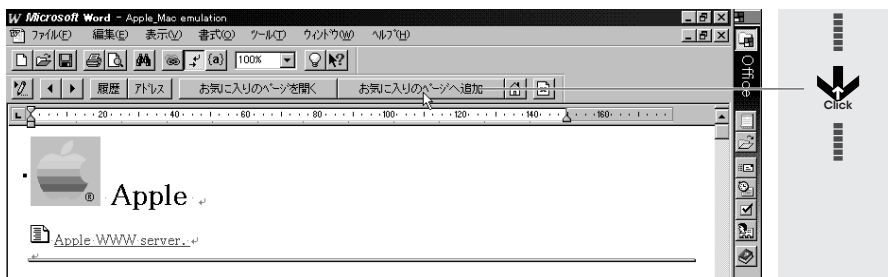 Microsoft Word - Apple_Mac emulation
ファイル(F) 編集(E) 表示(V) 書式(O) ツール(T) ウィンドウ(W) ヘルプ(H)
100%
履歴 アドレス お気に入りのページを開く お気に入りのページへ追加
20 40 60 80 100 120 140 160
Apple
Apple WWW server.
Office
Click